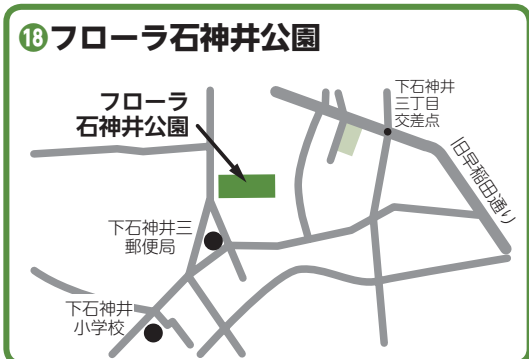 ⑱フローラ石神井公園
フローラ
石神井公園
下石神井
三丁目
交差点
旧早稲田通り
下石神井三
郵便局
下石神井
小学校